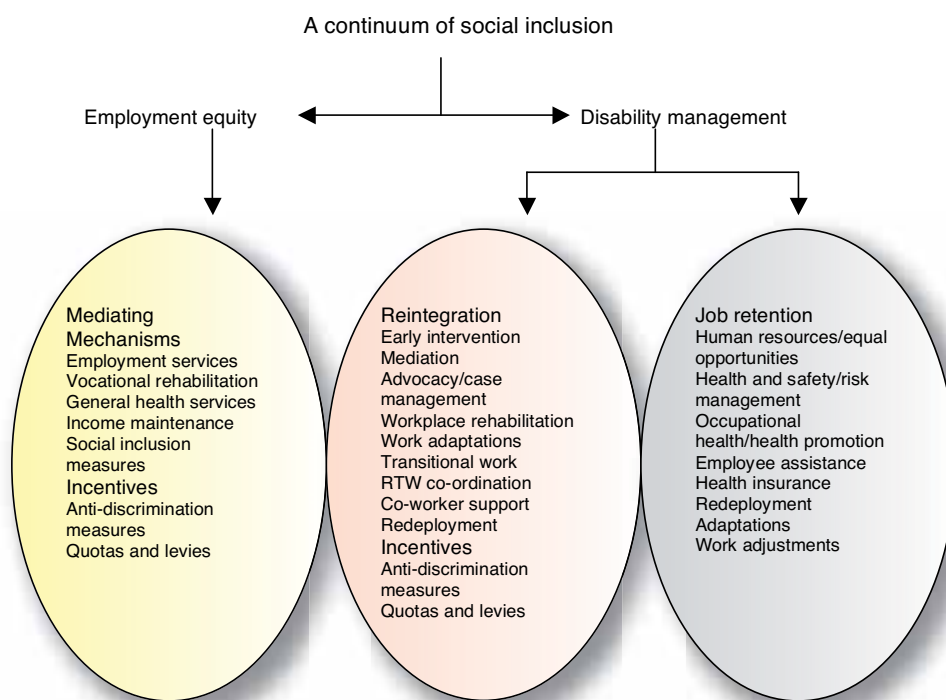 A continuum of social inclusion
Employment equity
Disability management
Mediating
Mechanisms
Employment services
Vocational rehabilitation
General health services
Income maintenance
Social inclusion
measures
Incentives
Anti-discrimination
measures
Quotas and levies
Reintegration
Early intervention
Mediation
Advocacy/case
management
Workplace rehabilitation
Work adaptations
Transitional work
RTW co-ordination
Co-worker support
Redeployment
Incentives
Anti-discrimination
measures
Quotas and levies
Job retention
Human resources/equal
opportunities
Health and safety/risk
management
Occupational
health/health promotion
Employee assistance
Health insurance
Redeployment
Adaptations
Work adjustments